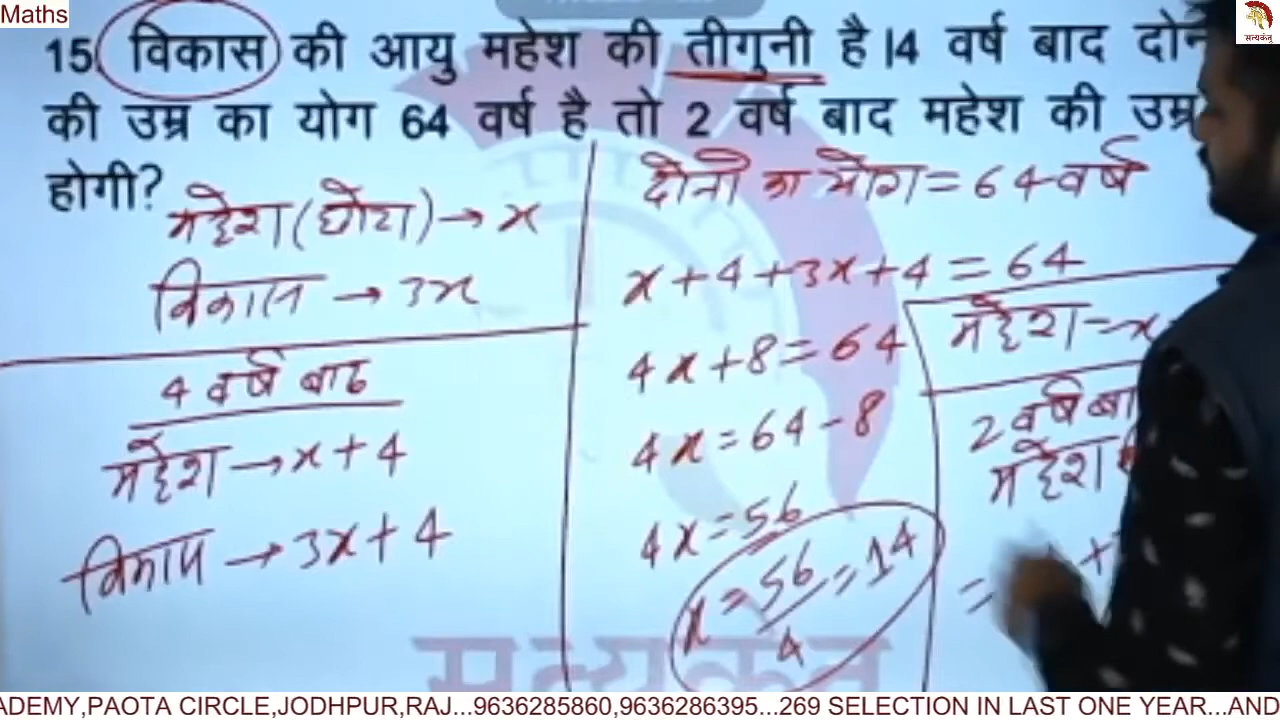 Maths
सत्यकंतु
15. विकास की आयु महेश की तीगुनी है।4 वर्ष बाद
की उम्र का योग 64 वर्ष है तो 2 वर्ष बाद महेश की उम्र
होगी?
महेश(छोटा) → x
विकास → 3x
4 वर्ष बाद
महेश → x+4
विकास → 3x+4
दोनो का योग = 64 वर्ष
x+4+3x+4 = 64
4x+8=64
4x=64-8
4x=56
x=56/4=14
महेश=x
2 वर्ष
महेश
=
ADEMY,PAOTA CIRCLE,JODHPUR,RAJ...9636285860,9636286395...269 SELECTION IN LAST ONE YEAR...AND